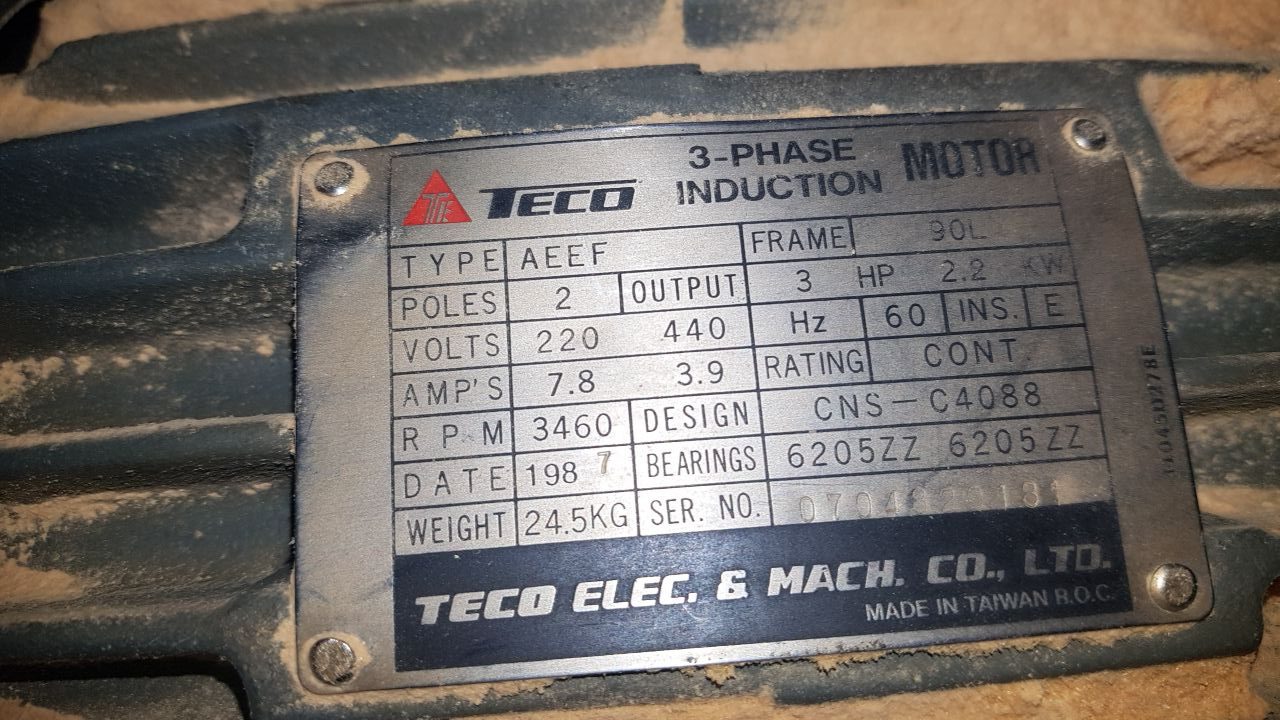 TECO 3-PHASE INDUCTION MOTOR
TYPE AEEF FRAME 90L
POLES 2 OUTPUT 3 HP 2.2 KW
VOLTS 220 440 Hz 60 INS. E
AMP'S 7.8 3.9 RATING CONT
R P M 3460 DESIGN CNS-C4088
DATE 198 7 BEARINGS 6205ZZ 6205ZZ
WEIGHT 24.5KG SER. NO.
TECO ELEC. & MACH. CO., LTD.
MADE IN TAIWAN R.O.C.